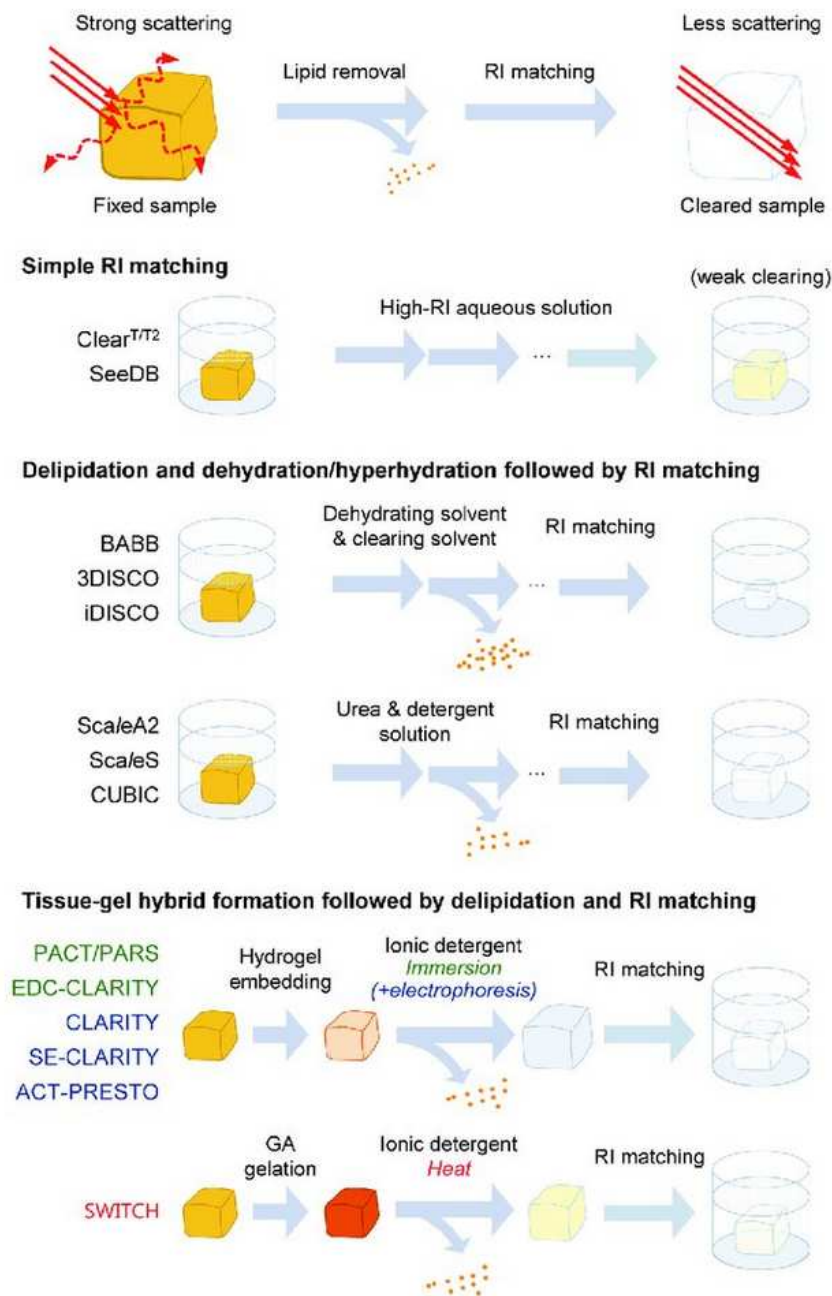 Strong scattering
Less scattering
Lipid removal
RI matching
Fixed sample
Cleared sample
Simple RI matching
(weak clearing)
High-RI aqueous solution
Clear^T/T2
SeeDB
...
Delipidation and dehydration/hyperhydration followed by RI matching
BABB
3DISCO
iDISCO
Dehydrating solvent
& clearing solvent
RI matching
...
ScaleA2
ScaleS
CUBIC
Urea & detergent
solution
RI matching
...
Tissue-gel hybrid formation followed by delipidation and RI matching
PACT/PARS
EDC-CLARITY
CLARITY
SE-CLARITY
ACT-PRESTO
Hydrogel
embedding
Ionic detergent
Immersion
(+electrophoresis)
RI matching
SWITCH
GA
gelation
Ionic detergent
Heat
RI matching